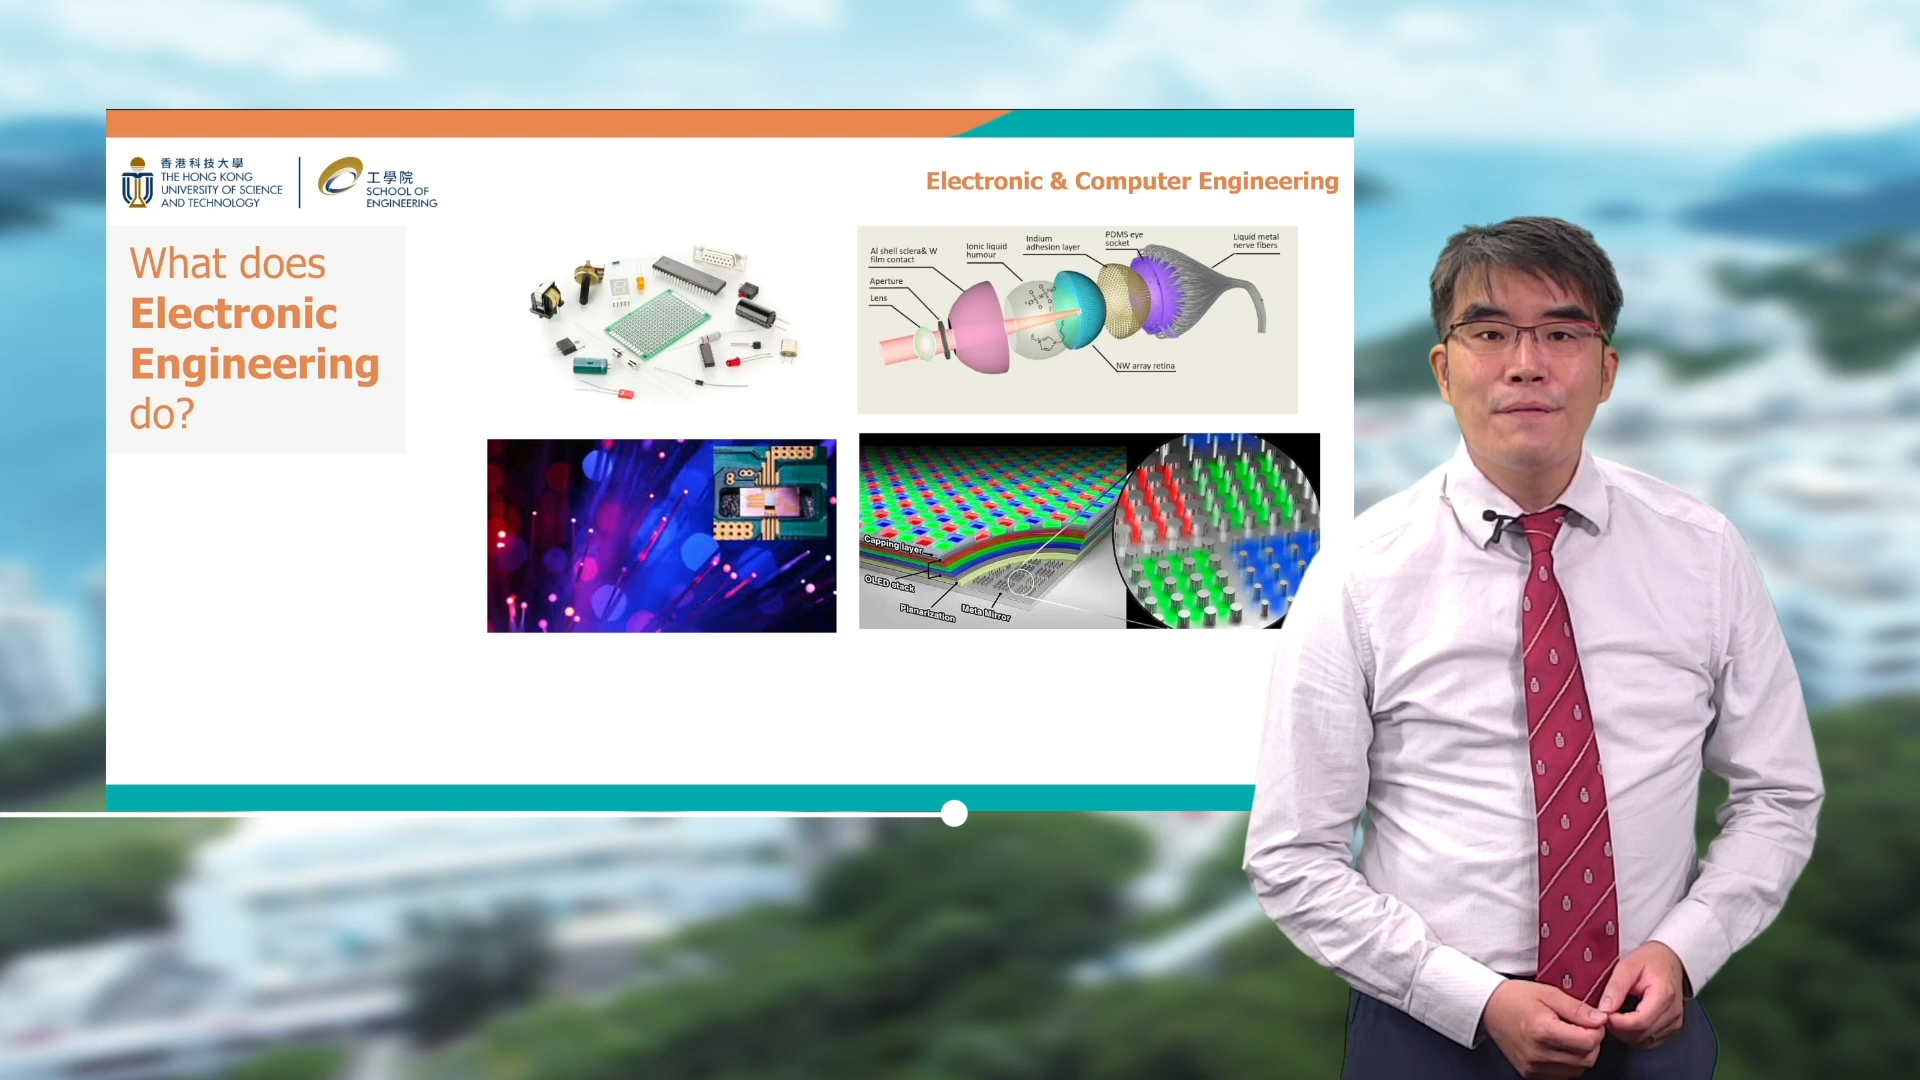 香港科技大學
THE HONG KONG
UNIVERSITY OF SCIENCE
AND TECHNOLOGY
工學院
SCHOOL OF
ENGINEERING
Electronic & Computer Engineering
What does
Electronic
Engineering
do?
Al shell sclera& W
film contact
Aperture
Lens
Ionic liquid
humour
Indium
adhesion layer
PDMS eye
socket
Liquid metal
nerve fibers
NW array retina
Capping layer
OLED stack
Planarization
Meta Mirror